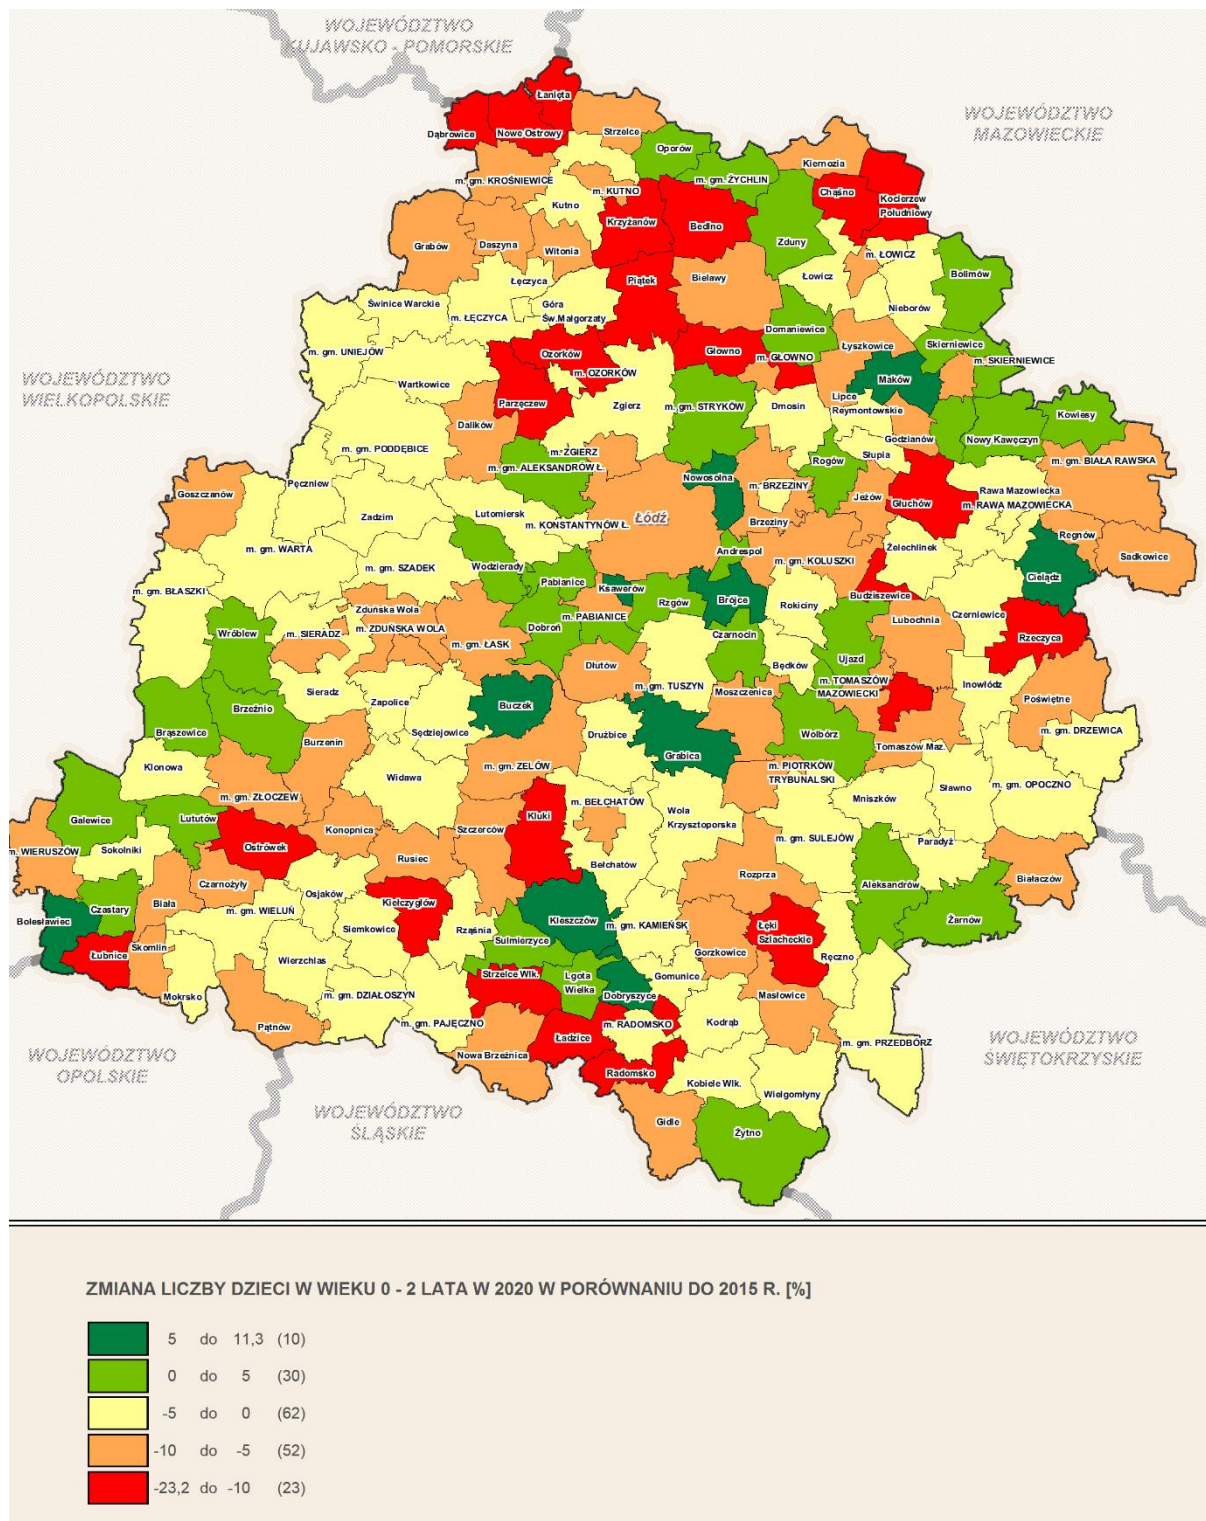 WOJEWÓDZTWO
KUJAWSKO - POMORSKIE
WOJEWÓDZTWO
MAZOWIECKIE
Łanięta
Dąbrowice
Nowe Ostrowy
Strzelce
Oporów
Kiernozia
m. gm. KROŚNIEWICE
m. gm. ŻYCHLIN
m. KUTNO
Chąśno
Kocierzew
Południowy
Kutno
Krzyżanów
Bedlno
Zduny
Grabów
Daszyna
Witonia
m. ŁOWICZ
Łęczyca
Piątek
Bielawy
Łowicz
Bolimów
Świnice Warckie
Góra
Św.Małgorzaty
m. ŁĘCZYCA
Nieborów
Domaniewice
m. gm. UNIEJÓW
Ozorków
Głowno
m. GŁOWNO
Łyszkowice
Skierniewice
m. SKIERNIEWICE
WOJEWÓDZTWO
WIELKOPOLSKIE
m. OZORKÓW
Wartkowice
Maków
Parzęczew
Zgierz
m. gm. STRYKÓW
Dmosin
Lipce
Reymontowskie
Kowiesy
Dalików
Godzianów
Nowy Kawęczyn
m. gm. PODDĘBICE
m. ZGIERZ
Słupia
Rogów
m. gm. BIAŁA RAWSKA
m. gm. ALEKSANDRÓW Ł.
Pęczniew
Nowosolna
m. BRZEZINY
Rawa Mazowiecka
Goszczanów
Jeżów
Głuchów
m. RAWA MAZOWIECKA
Zadzim
Lutomiersk
m. KONSTANTYNÓW Ł.
Łódź
Brzeziny
Regnów
m. gm. WARTA
Andrespol
Żelechlinek
Sadkowice
m. gm. SZADEK
Wodzierady
m. gm. KOLUSZKI
Cielądz
m. gm. BŁASZKI
Pabianice
Ksawerów
Rzgów
Brójce
Rokiciny
Budziszewice
Zduńska Wola
m. PABIANICE
Lubochnia
Czerniewice
Wróblew
m. SIERADZ
m. ZDUŃSKA WOLA
Dobroń
Czarnocin
Rzeczyca
m. gm. ŁASK
Ujazd
Dłutów
Będków
m. TOMASZÓW
MAZOWIECKI
Inowłódz
Sieradz
m. gm. TUSZYN
Moszczenica
Zapolice
Poświętne
Brzeźnio
Buczek
Brąszewice
Sędziejowice
Drużbice
Wolbórz
m. gm. DRZEWICA
Burzenin
Grabica
Tomaszów Maz.
Klonowa
m. gm. ZELÓW
m. PIOTRKÓW
TRYBUNALSKI
Widawa
m. gm. OPOCZNO
m. gm. ZŁOCZEW
Sławno
Mniszków
m. BEŁCHATÓW
Wola
Krzysztoporska
Galewice
Lututów
Kluki
Konopnica
Szczerców
m. gm. SULEJÓW
Paradyż
m. WIERUSZÓW
Sokolniki
Ostrówek
Rusiec
Bełchatów
Rozprza
Białaczów
Czarnożyły
Aleksandrów
Osjaków
Biała
Kiełczygłów
Czastary
m. gm. WIELUŃ
Bolesławiec
Siemkowice
Rząśnia
Kleszczów
m. gm. KAMIEŃSK
Łęki
Szlacheckie
Żarnów
Skomlin
Sulmierzyce
Łubnice
Wierzchlas
Gorzkowice
Ręczno
Strzelce Wlk.
Lgota
Wielka
Gomunice
Mokrsko
m. gm. DZIAŁOSZYN
Dobryszyce
Masłowice
m. gm. PAJĘCZNO
m. RADOMSKO
Kodrąb
Pątnów
Ładzice
m. gm. PRZEDBÓRZ
Nowa Brzeźnica
Radomsko
Kobiele Wlk.
Wielgomłyny
WOJEWÓDZTWO
OPOLSKIE
WOJEWÓDZTWO
ŚWIĘTOKRZYSKIE
WOJEWÓDZTWO
ŚLĄSKIE
Gidle
Żytno
ZMIANA LICZBY DZIECI W WIEKU 0 - 2 LATA W 2020 W PORÓWNANIU DO 2015 R. [%]
5 do 11,3 (10)
0 do 5 (30)
-5 do 0 (62)
-10 do -5 (52)
-23,2 do -10 (23)